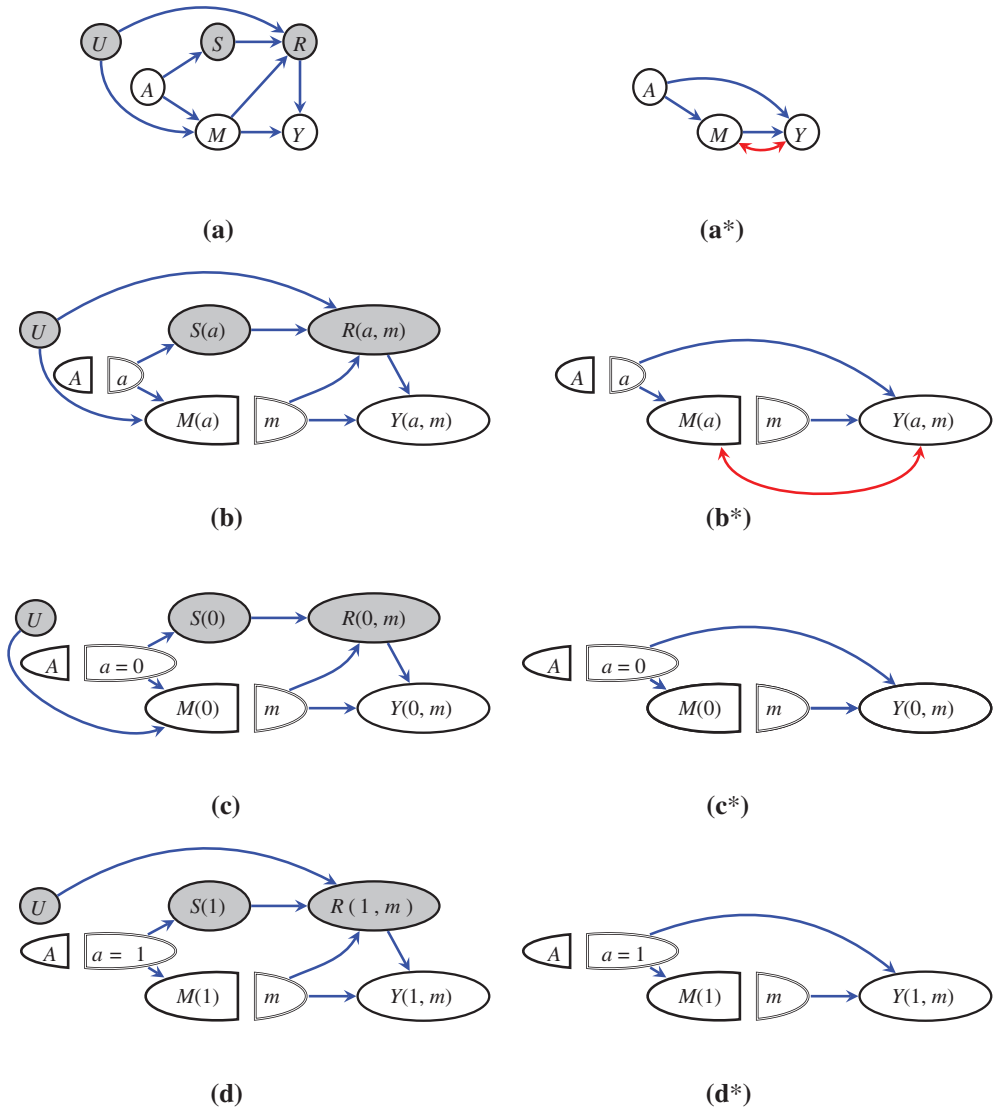 U S R
A
M Y
(a)
A
M Y
(a*)
U S(a) R(a, m)
A a
M(a) m Y(a, m)
(b)
A a
M(a) m Y(a, m)
(b*)
U S(0) R(0, m)
A a = 0
M(0) m Y(0, m)
(c)
A a = 0
M(0) m Y(0, m)
(c*)
U S(1) R ( 1 , m )
A a = 1
M(1) m Y(1, m)
(d)
A a = 1
M(1) m Y(1, m)
(d*)